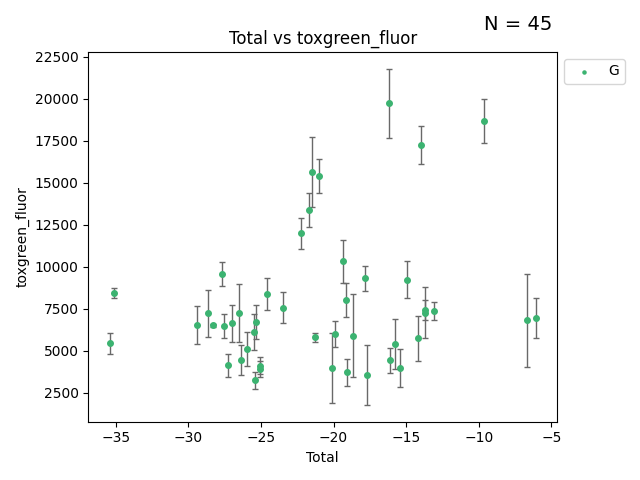 N = 45
Total vs toxgreen_fluor
G
22500
20000
17500
15000
12500
10000
7500
5000
2500
toxgreen_fluor
−35 −30 −25 −20 −15 −10 −5
Total